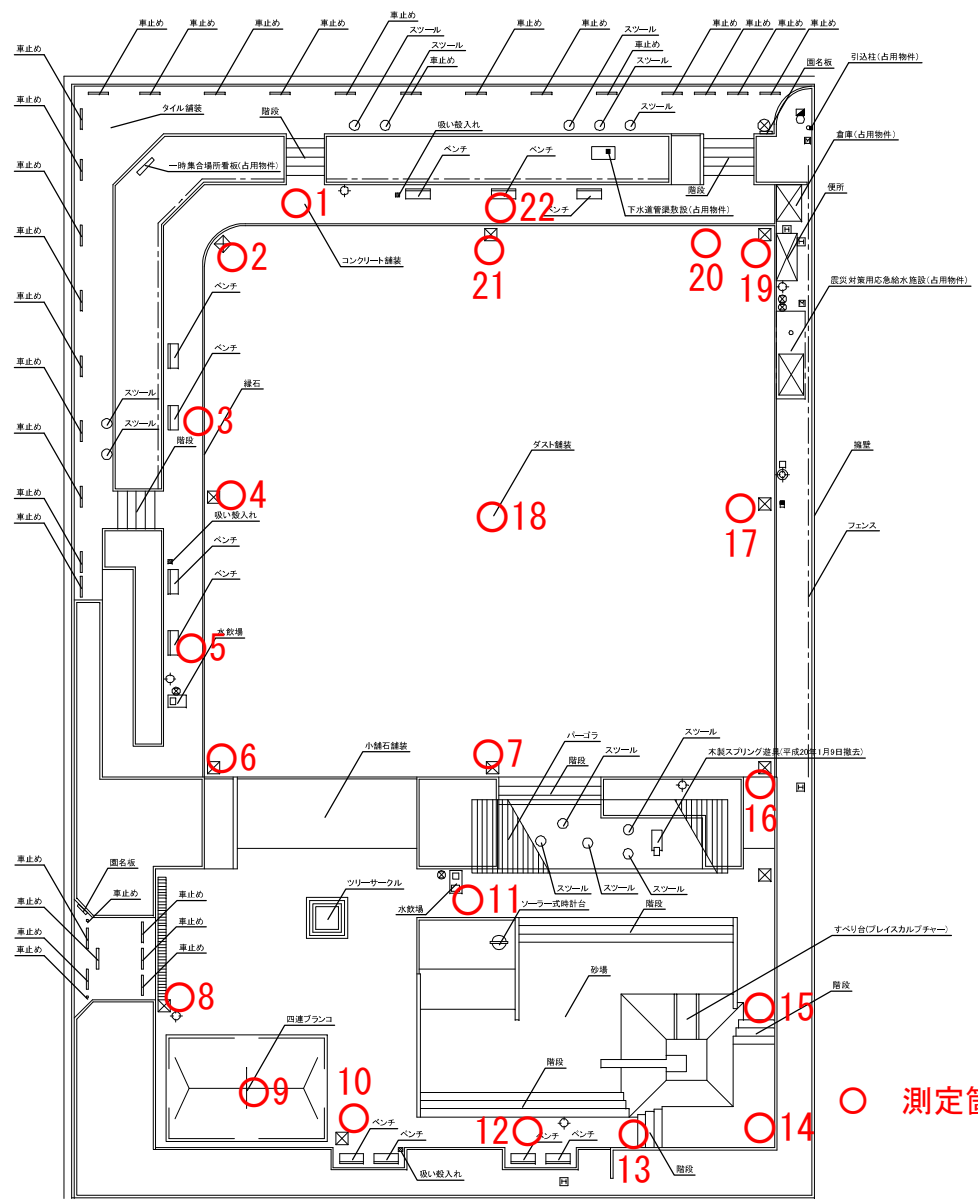 車止め
車止め
車止め
車止め
車止め
スツール
スツール
車止め
車止め
車止め
スツール
車止め
スツール
車止め
車止め
車止め
車止め
園名板
引込柱(占用物件)
車止め
タイル舗装
階段
吸い殻入れ
ベンチ
ベンチ
スツール
倉庫(占用物件)
便所
車止め
一時集合場所看板(占用物件)
1
22
ベンチ
下水道管渠敷設(占用物件)
階段
車止め
2
コンクリート舗装
21
20
19
震災対策用応急給水施設(占用物件)
車止め
ベンチ
車止め
ベンチ
縁石
車止め
スツール
スツール
階段
3
ダスト舗装
擁壁
車止め
4
18
17
車止め
車止め
吸い殻入れ
ベンチ
フェンス
ベンチ
水飲場
5
6
小舗石舗装
7
パーゴラ
階段
スツール
スツール
木製スプリング遊具(平成20年1月9日撤去)
16
車止め
園名板
車止め
車止め
車止め
車止め
車止め
車止め
車止め
ツリーサークル
水飲場
11
スツール
スツール
スツール
ソーラー式時計台
階段
すべり台(プレイスカルプチャー)
8
砂場
15
階段
四連ブランコ
9
10
階段
12
13
14
測定箇
ベンチ
ベンチ
ベンチ
ベンチ
吸い殻入れ
階段